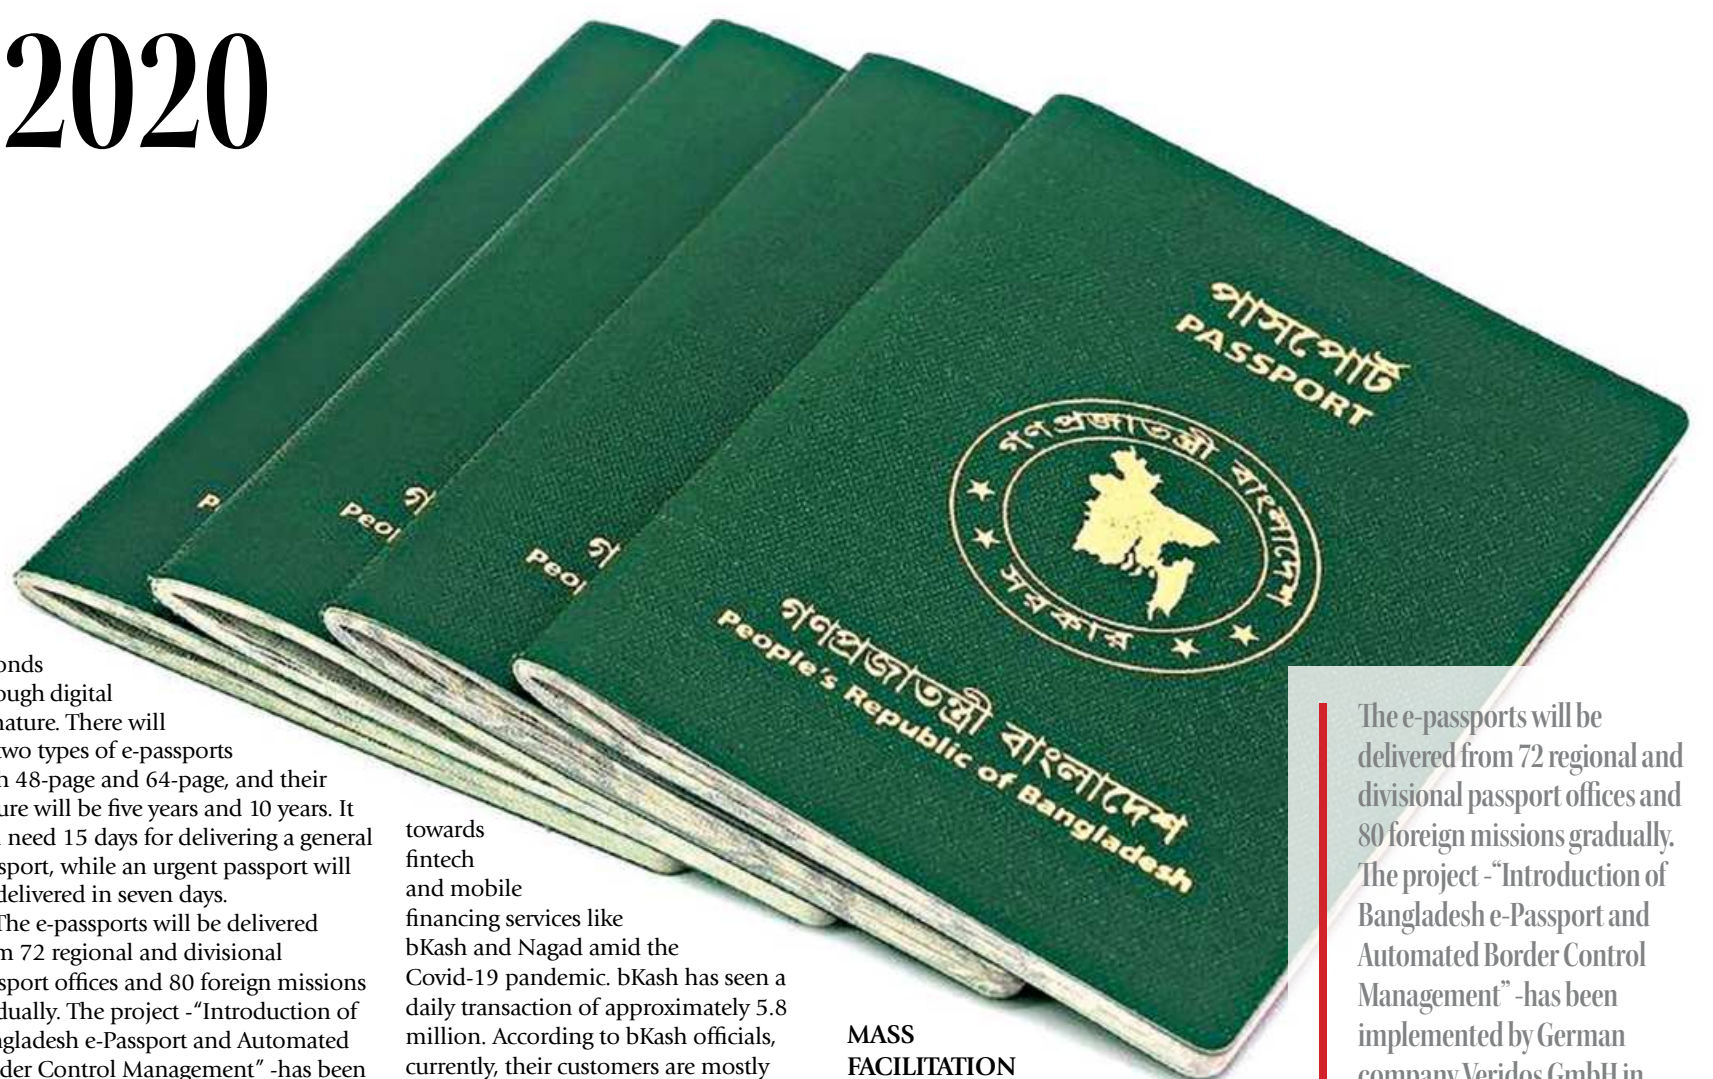 2020
পাসপোর্ট
PASSPORT
গণপ্রজাতন্ত্রী বাংলাদেশ
সরকার
গণপ্রজাতন্ত্রী বাংলাদেশ
People's Republic of Bangladesh
P
গ
Peopl
গ
Peopl
onds
ough digital
nature. There will
two types of e-passports
h 48-page and 64-page, and their
ure will be five years and 10 years. It
l need 15 days for delivering a general
sport, while an urgent passport will
delivered in seven days.
The e-passports will be delivered
m 72 regional and divisional
sport offices and 80 foreign missions
dually. The project -“Introduction of
ngladesh e-Passport and Automated
der Control Management” -has been
towards
fintech
and mobile
financing services like
bKash and Nagad amid the
Covid-19 pandemic. bKash has seen a
daily transaction of approximately 5.8
million. According to bKash officials,
currently, their customers are mostly
MASS
FACILITATION
The e-passports will be
delivered from 72 regional and
divisional passport offices and
80 foreign missions gradually.
The project -“Introduction of
Bangladesh e-Passport and
Automated Border Control
Management” -has been
implemented by German
company Veridos GmbH in